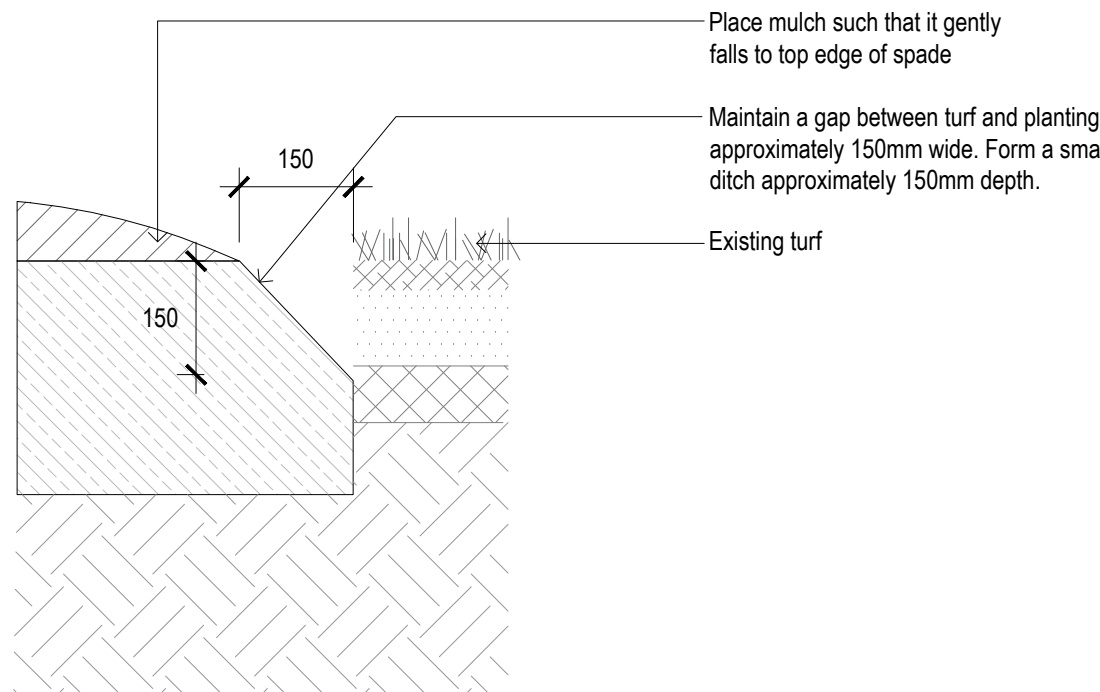 Place mulch such that it gently
falls to top edge of spade
Maintain a gap between turf and planting
approximately 150mm wide. Form a sma
ditch approximately 150mm depth.
150
Existing turf
150